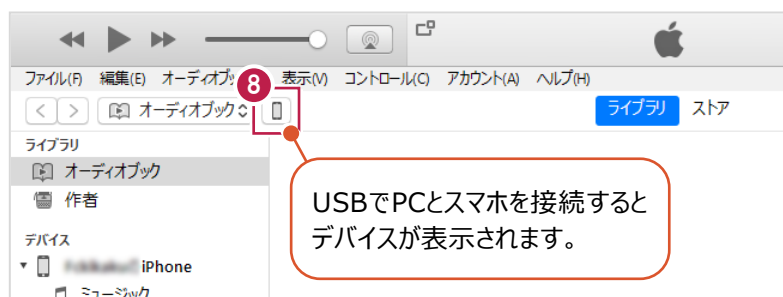 ファイル(F) 編集(E) オーディオブッ 表示(V) コントロール(C) アカウント(A) ヘルプ(H)
8
オーディオブック
ライブラリ ストア
ライブラリ
オーディオブック
作者
USBでPCとスマホを接続すると
デバイスが表示されます。
デバイス
iPhone
ミュージック